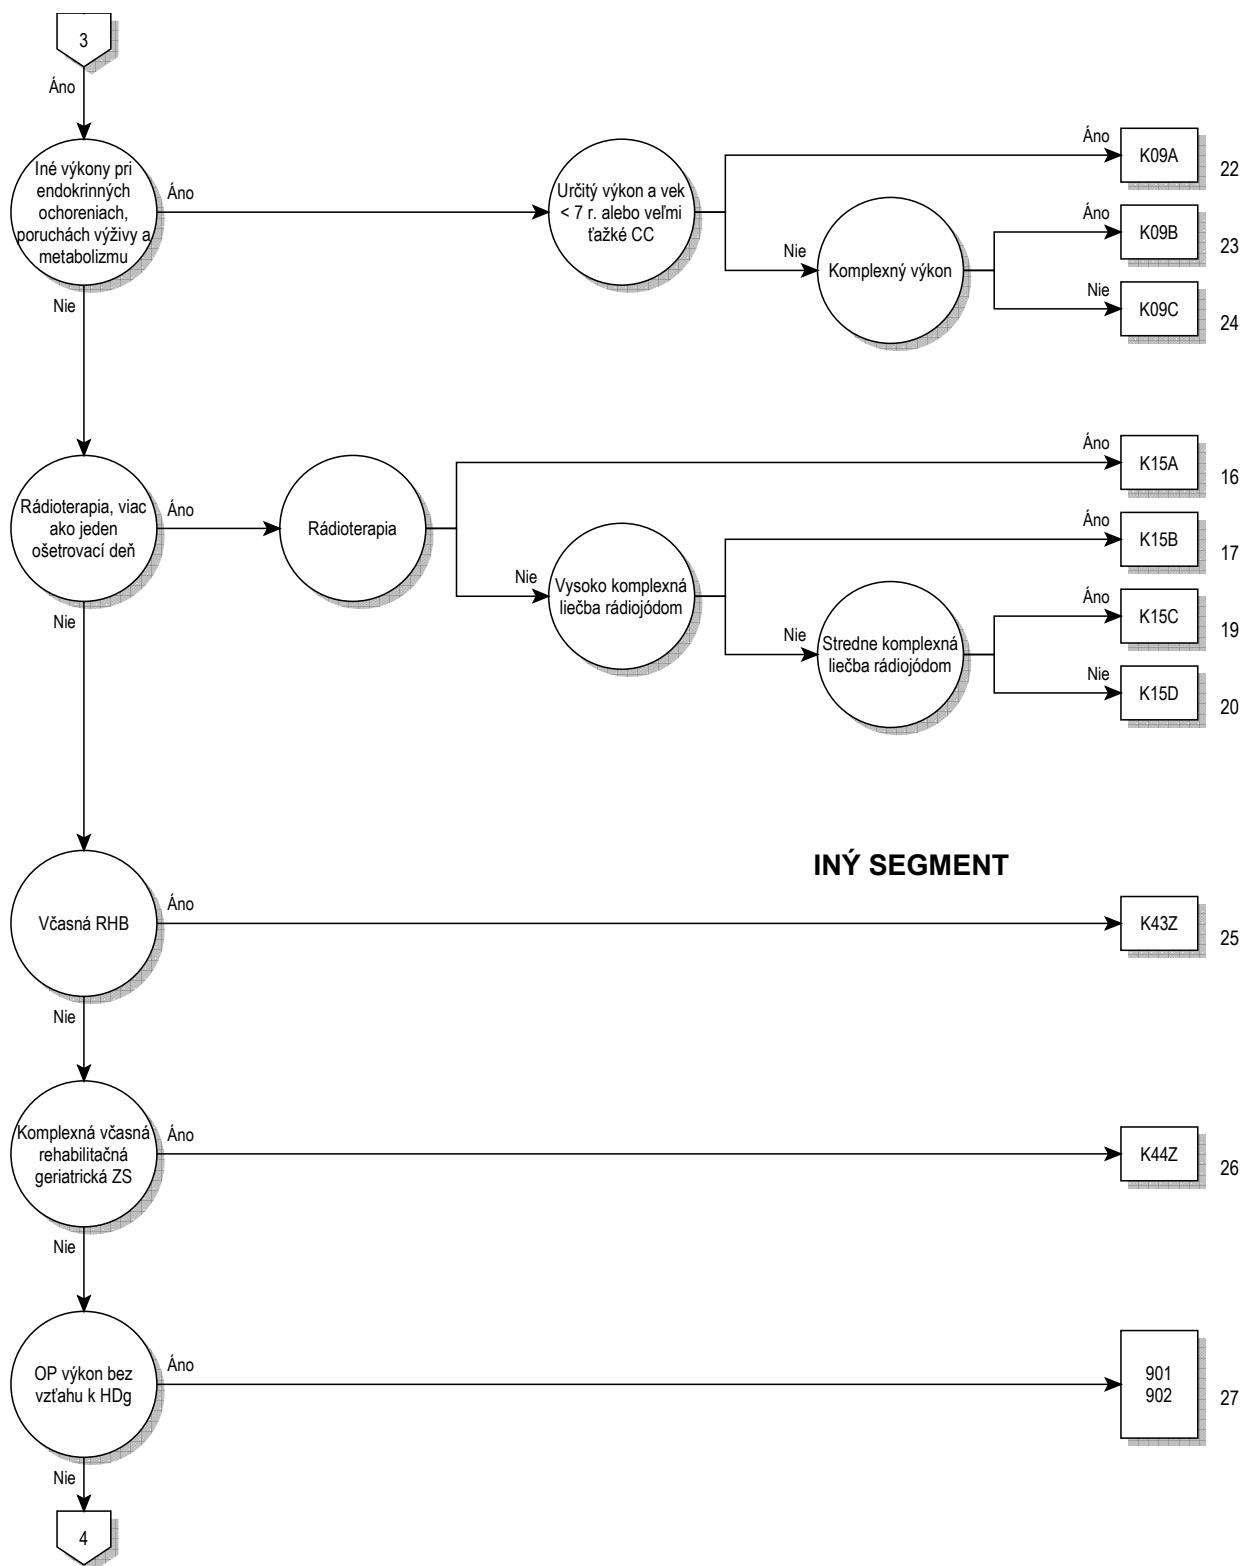 3
Áno
Iné výkony pri
endokrinných
ochoreniach,
poruchách výživy a
metabolizmu
Áno
Určitý výkon a vek
< 7 r. alebo veľmi
ťažké CC
Áno
K09A
22
Nie
Komplexný výkon
Áno
K09B
23
Nie
K09C
24
Nie
Rádioterapia, viac
ako jeden
ošetrovací deň
Áno
Rádioterapia
Áno
K15A
16
Nie
Vysoko komplexná
liečba rádiojódom
Áno
K15B
17
Nie
Stredne komplexná
liečba rádiojódom
Áno
K15C
19
Nie
K15D
20
Nie
INÝ SEGMENT
Včasná RHB
Áno
K43Z
25
Nie
Komplexná včasná
rehabilitačná
geriatrická ZS
Áno
K44Z
26
Nie
OP výkon bez
vzťahu k HDg
Áno
901
902
27
Nie
4